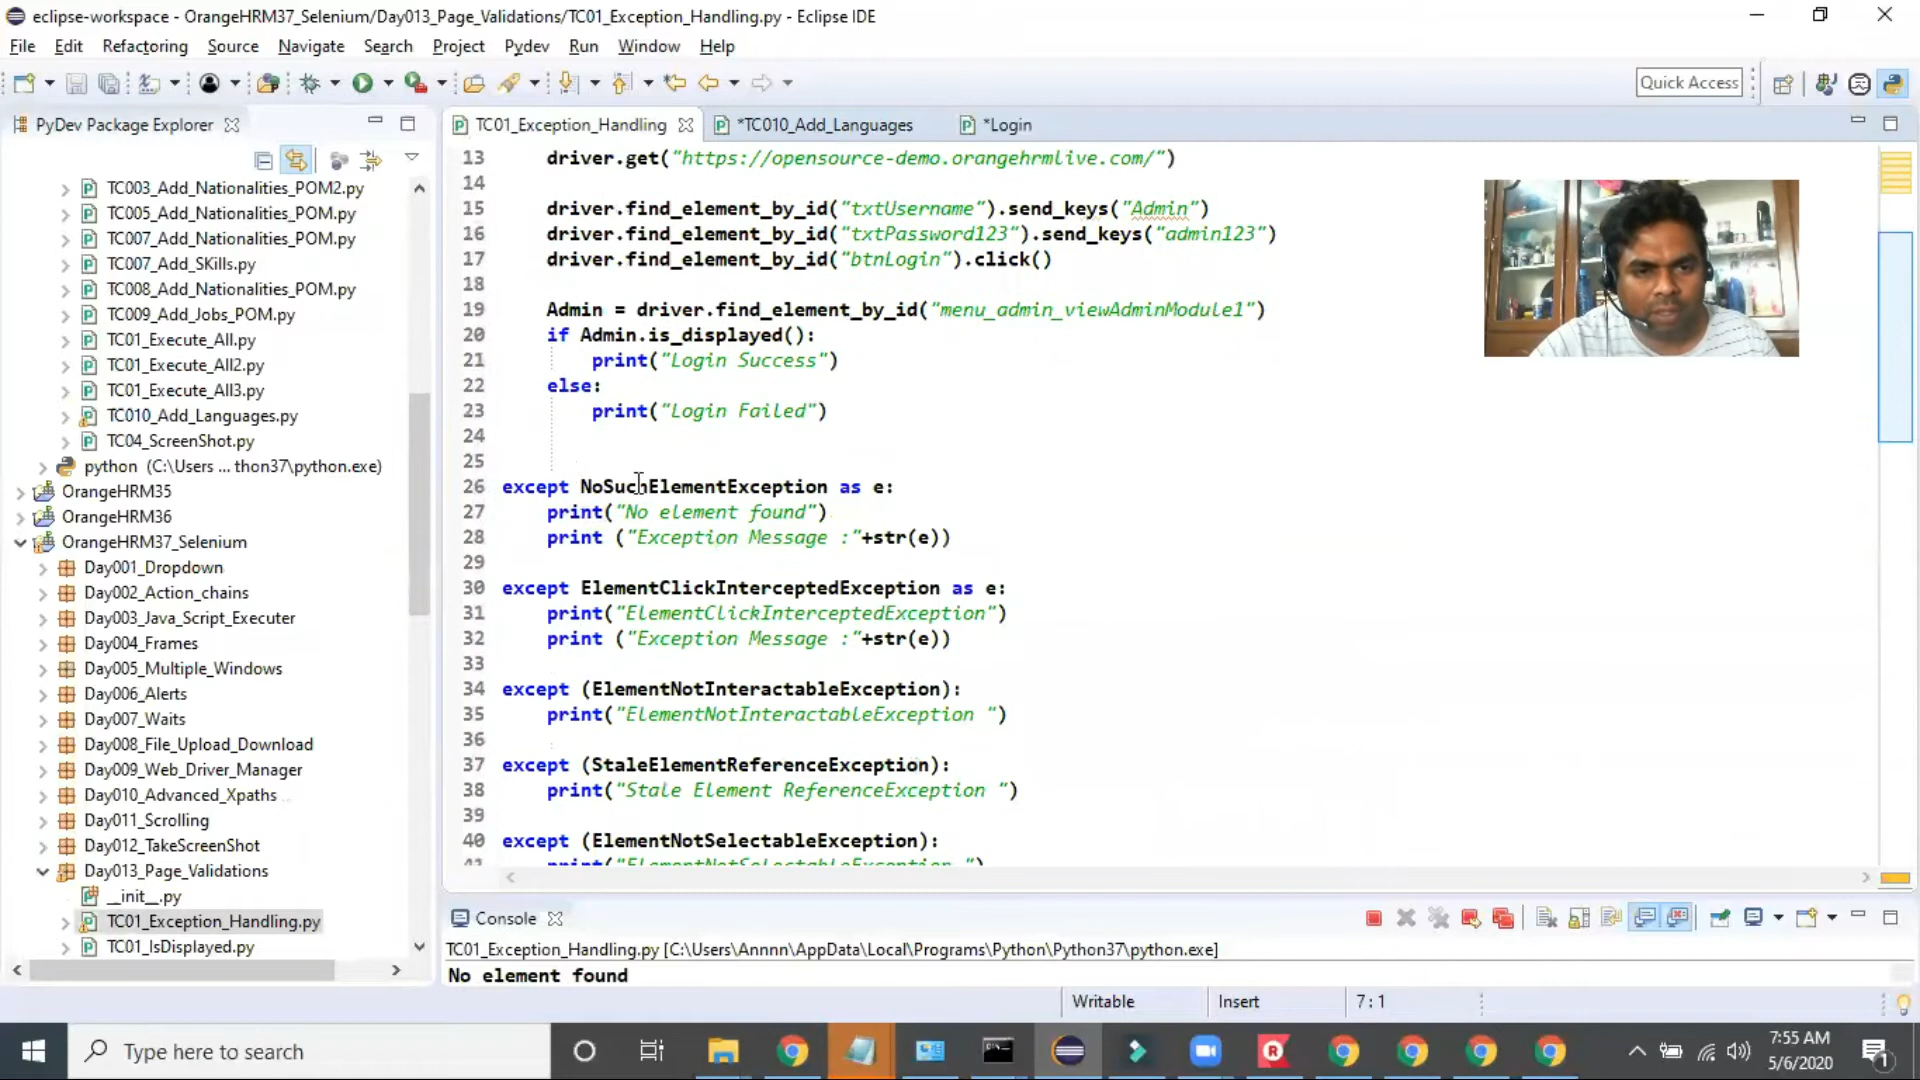 eclipse-workspace - OrangeHRM37_Selenium/Day013_Page_Validations/TC01_Exception_Handling.py - Eclipse IDE
File Edit Refactoring Source Navigate Search Project Pydev Run Window Help
Quick Access
PyDev Package Explorer
TC003_Add_Nationalities_POM2.py
TC005_Add_Nationalities_POM.py
TC007_Add_Nationalities_POM.py
TC007_Add_SKills.py
TC008_Add_Nationalities_POM.py
TC009_Add_Jobs_POM.py
TC01_Execute_All.py
TC01_Execute_All2.py
TC01_Execute_All3.py
TC010_Add_Languages.py
TC04_ScreenShot.py
python (C:\Users ... thon37\python.exe)
OrangeHRM35
OrangeHRM36
OrangeHRM37_Selenium
Day001_Dropdown
Day002_Action_chains
Day003_Java_Script_Executer
Day004_Frames
Day005_Multiple_Windows
Day006_Alerts
Day007_Waits
Day008_File_Upload_Download
Day009_Web_Driver_Manager
Day010_Advanced_Xpaths
Day011_Scrolling
Day012_TakeScreenShot
Day013_Page_Validations
__init__.py
TC01_Exception_Handling.py
TC01_IsDisplayed.py
TC01_Exception_Handling *TC010_Add_Languages *Login
13 driver.get("https://opensource-demo.orangehrmlive.com/")
14
15 driver.find_element_by_id("txtUsername").send_keys("Admin")
16 driver.find_element_by_id("txtPassword123").send_keys("admin123")
17 driver.find_element_by_id("btnLogin").click()
18
19 Admin = driver.find_element_by_id("menu_admin_viewAdminModule1")
20 if Admin.is_displayed():
21 print("Login Success")
22 else:
23 print("Login Failed")
24
25
26 except NoSuchElementException as e:
27 print("No element found")
28 print ("Exception Message :"+str(e))
29
30 except ElementClickInterceptedException as e:
31 print("ElementClickInterceptedException")
32 print ("Exception Message :"+str(e))
33
34 except (ElementNotInteractableException):
35 print("ElementNotInteractableException ")
36
37 except (StaleElementReferenceException):
38 print("Stale Element ReferenceException ")
39
40 except (ElementNotSelectableException):
41 print("ElementNotSelectableException ")
Console
TC01_Exception_Handling.py [C:\Users\Annnn\AppData\Local\Programs\Python\Python37\python.exe]
No element found
Writable Insert 7 : 1
Type here to search
7:55 AM
5/6/2020
1